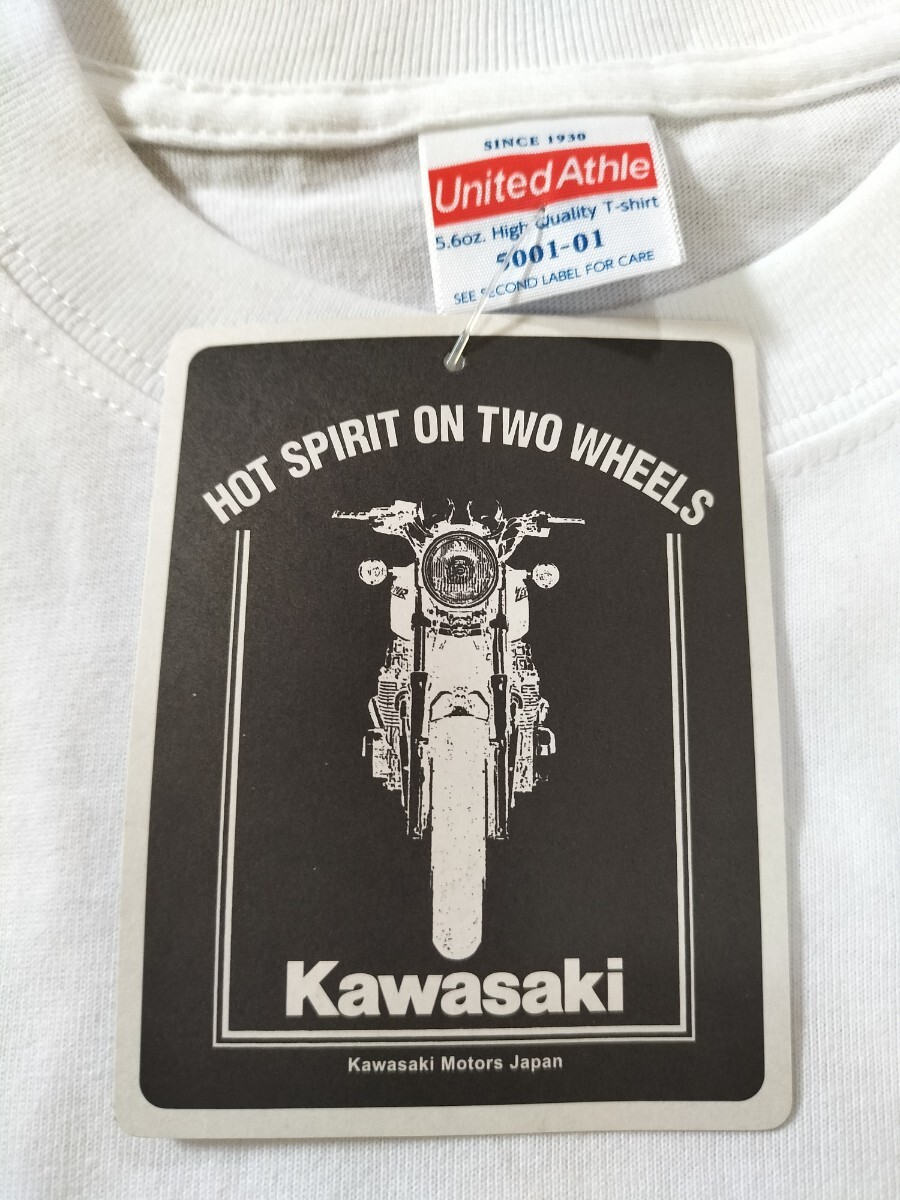 SINCE 1930
United Athle
5.6oz. High Quality T-shirt
5001-01
SEE SECOND LABEL FOR CARE
HOT SPIRIT ON TWO WHEELS
Kawasaki
Kawasaki Motors Japan